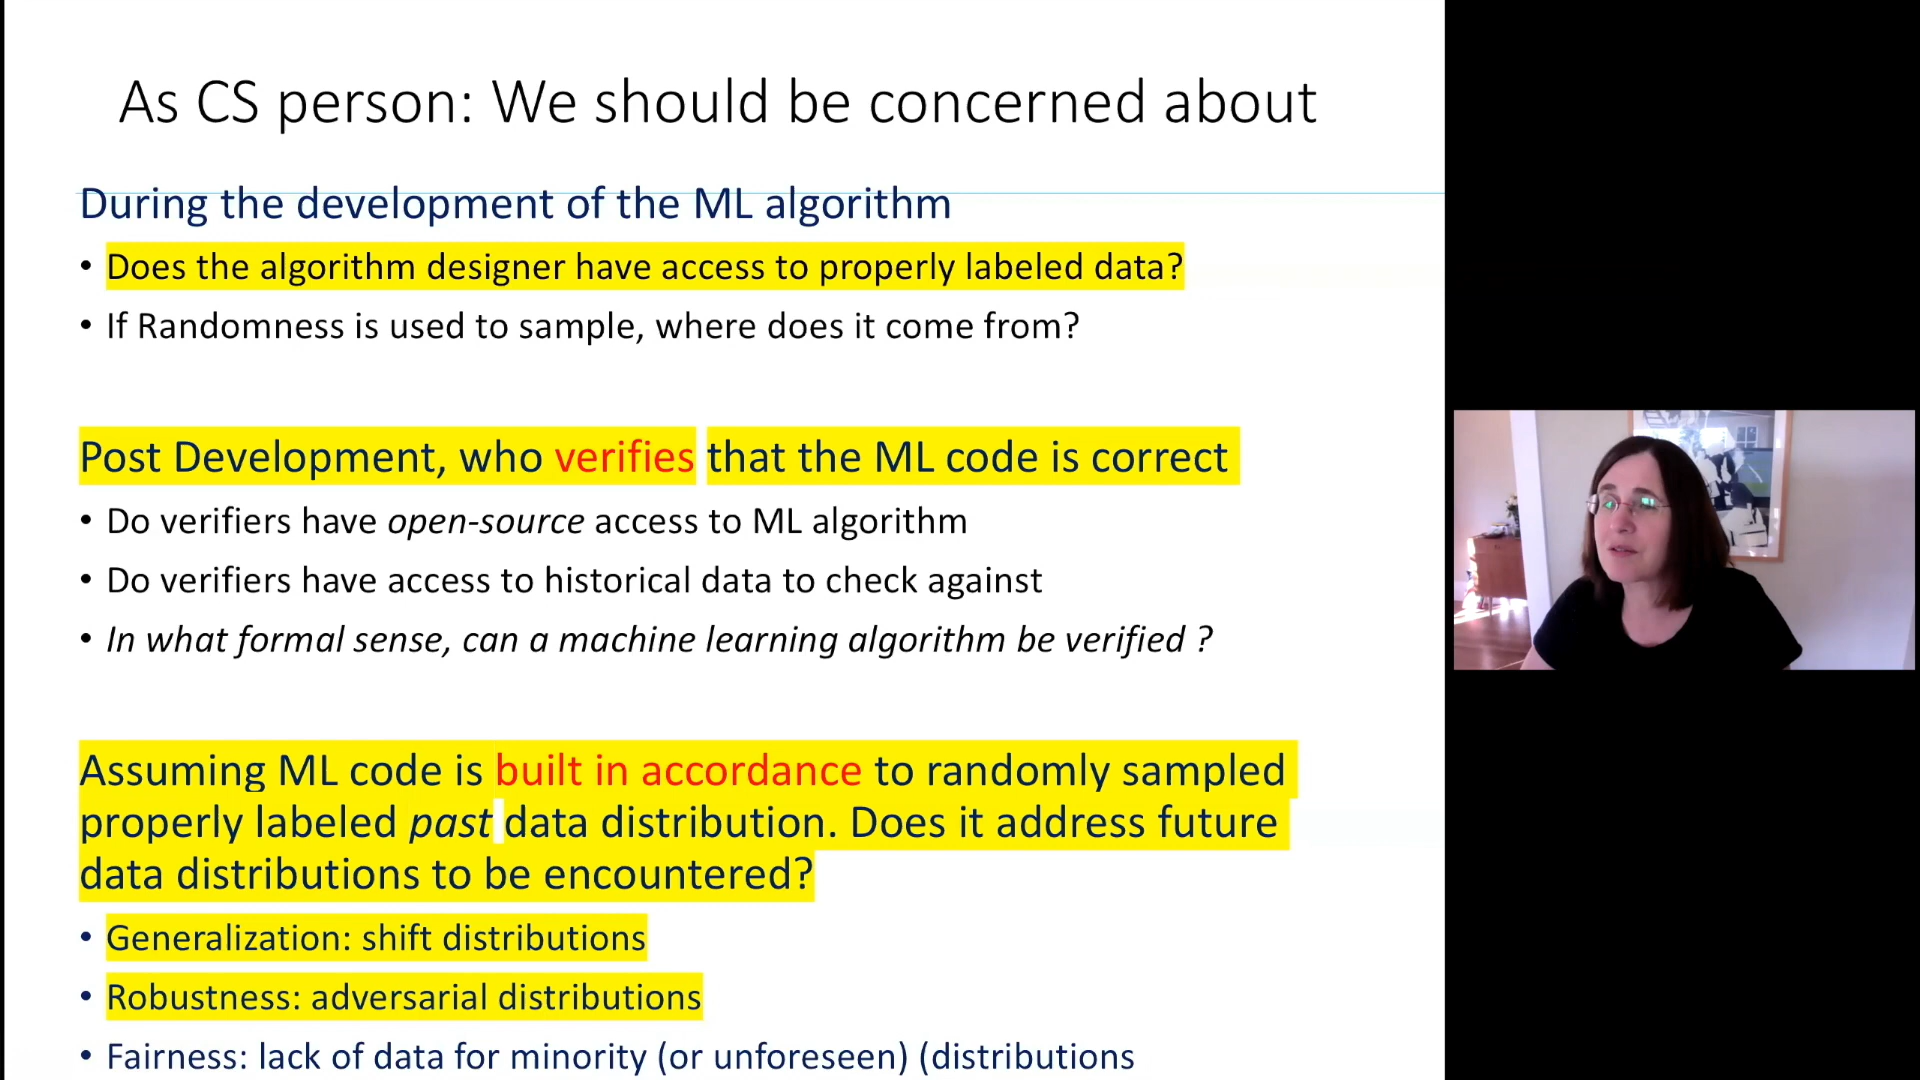 As CS person: We should be concerned about
During the development of the ML algorithm
• Does the algorithm designer have access to properly labeled data?
• If Randomness is used to sample, where does it come from?
Post Development, who verifies that the ML code is correct
• Do verifiers have open-source access to ML algorithm
• Do verifiers have access to historical data to check against
• In what formal sense, can a machine learning algorithm be verified ?
Assuming ML code is built in accordance to randomly sampled
properly labeled past data distribution. Does it address future
data distributions to be encountered?
• Generalization: shift distributions
• Robustness: adversarial distributions
• Fairness: lack of data for minority (or unforeseen) (distributions